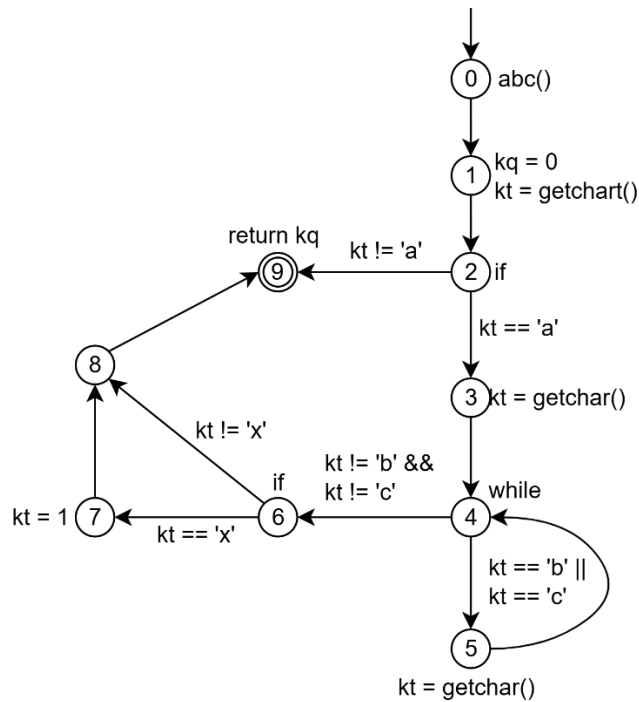 0 abc()
1 kq = 0
kt = getchart()
return kq
9
kt != 'a'
2 if
kt == 'a'
8
3 kt = getchar()
kt != 'x'
kt != 'b' &&
kt != 'c'
if
while
kt = 1 7
kt == 'x'
6
4
kt == 'b' ||
kt == 'c'
5
kt = getchar()